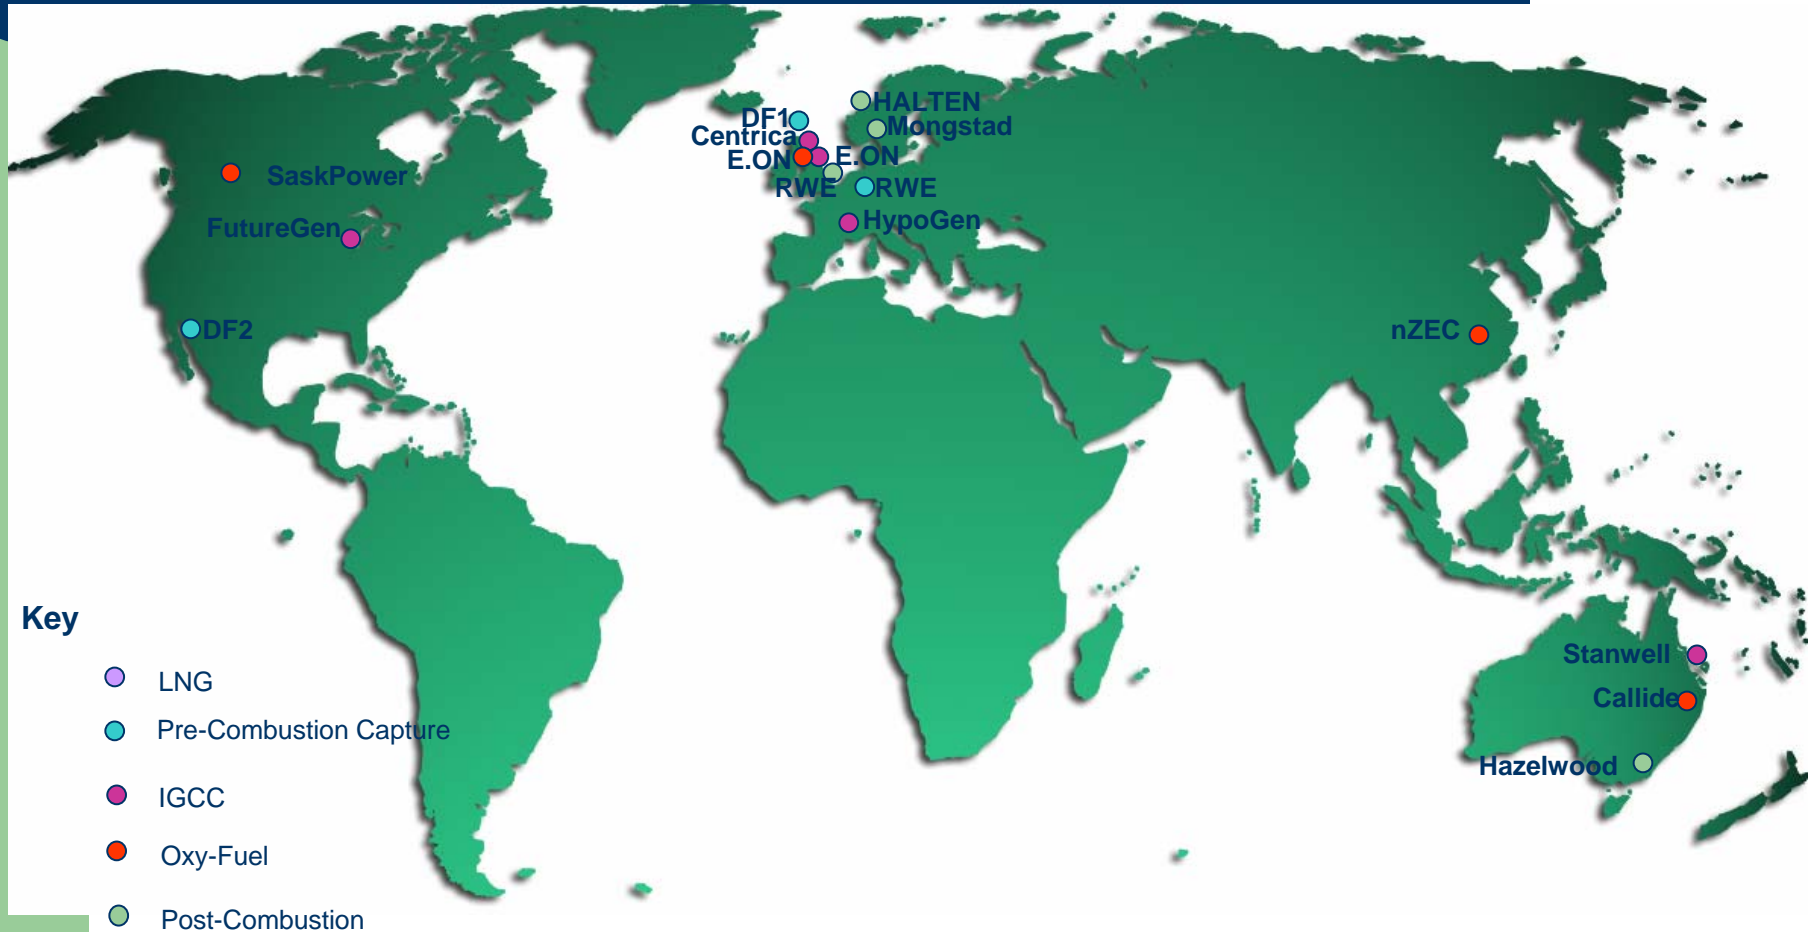 HALTEN
DF1
Mongstad
Centrica
E.ON
E.ON
SaskPower
RWE
RWE
FutureGen
HypoGen
DF2
nZEC
Key
Stanwell
LNG
Callide
Pre-Combustion Capture
Hazelwood
IGCC
Oxy-Fuel
Post-Combustion